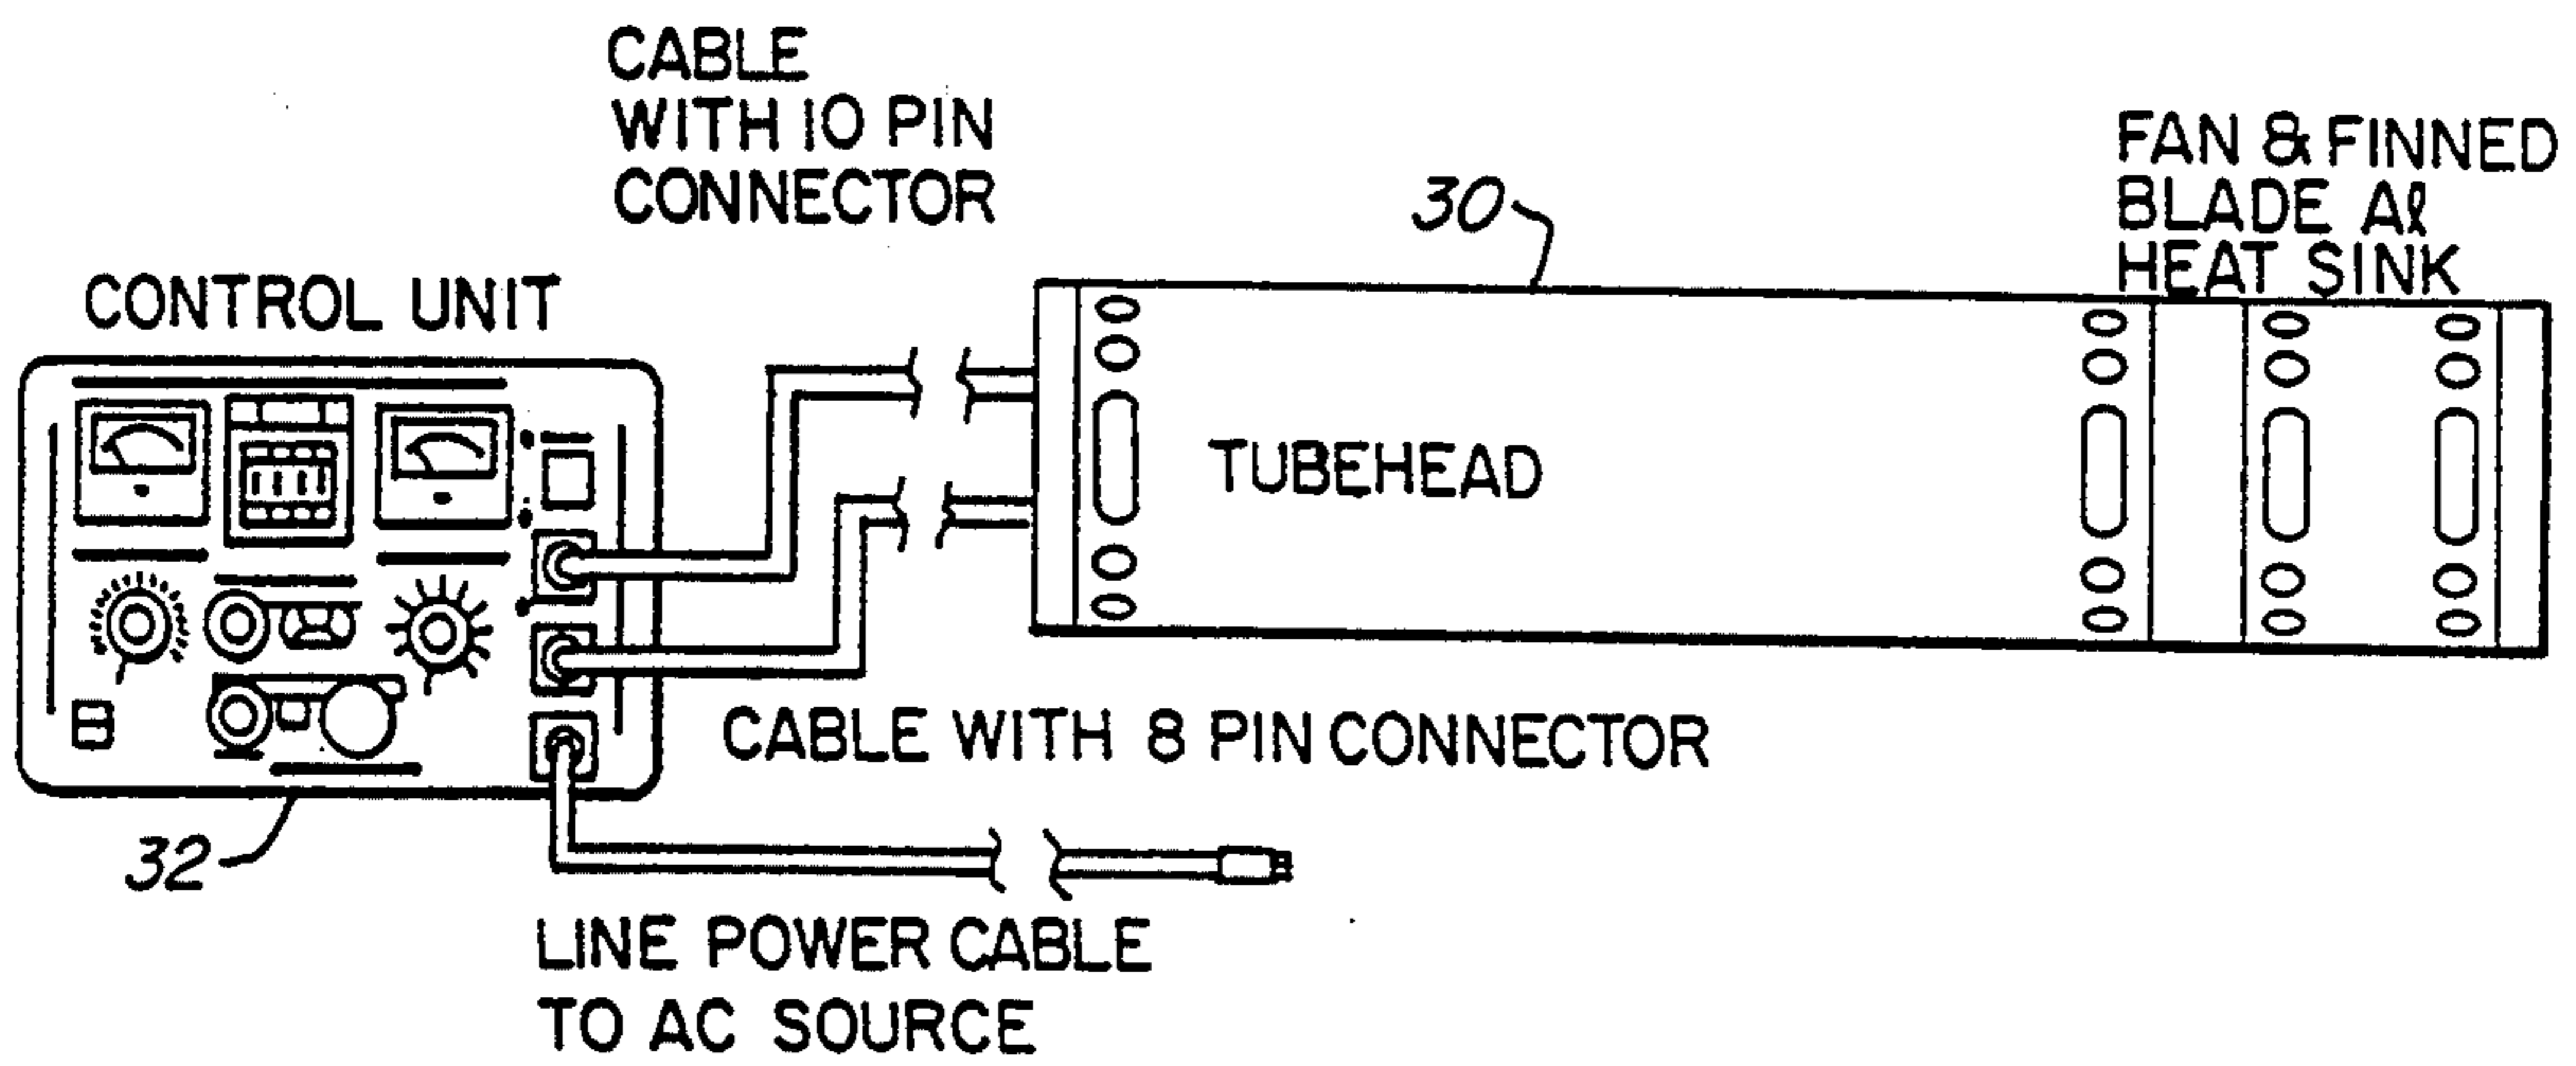 CABLE
WITH 10 PIN
CONNECTOR
FAN & FINNED
BLADE Al
HEAT SINK
30
CONTROL UNIT
TUBEHEAD
CABLE WITH 8 PIN CONNECTOR
32
LINE POWER CABLE
TO AC SOURCE